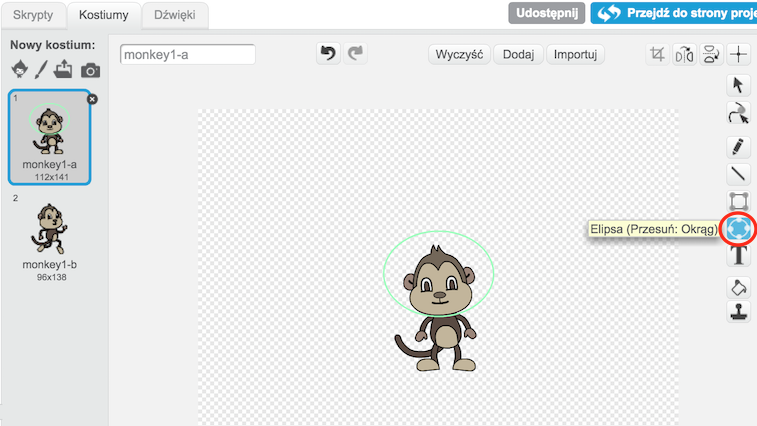 Skrypty
Kostiumy
Dźwięki
Udostępnij
Przejdź do strony proje
Nowy kostium:
monkey1-a
Wyczyść
Dodaj
Importuj
1
monkey1-a
112x141
2
monkey1-b
96x138
Elipsa (Przesuń: Okrąg)
T